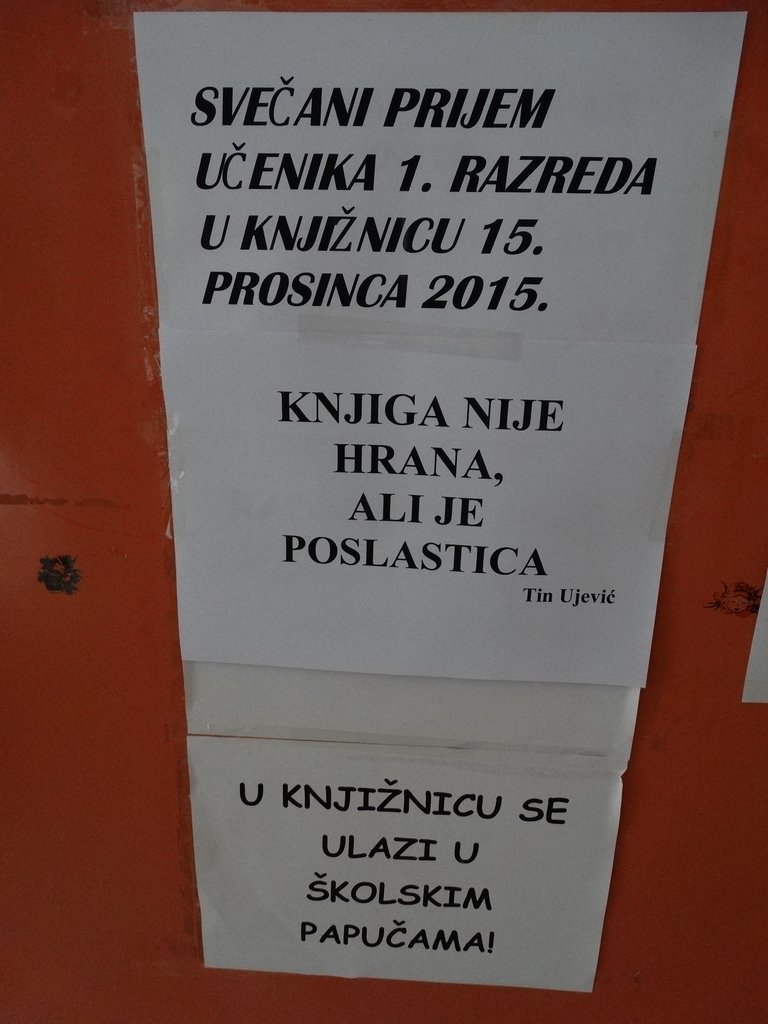 SVEČANI PRIJEM
UČENIKA 1. RAZREDA
U KNJIŽNICU 15.
PROSINCA 2015.
KNJIGA NIJE
HRANA,
ALI JE
POSLASTICA
Tin Ujević
U KNJIŽNICU SE
ULAZI U
ŠKOLSKIM
PAPUČAMA!